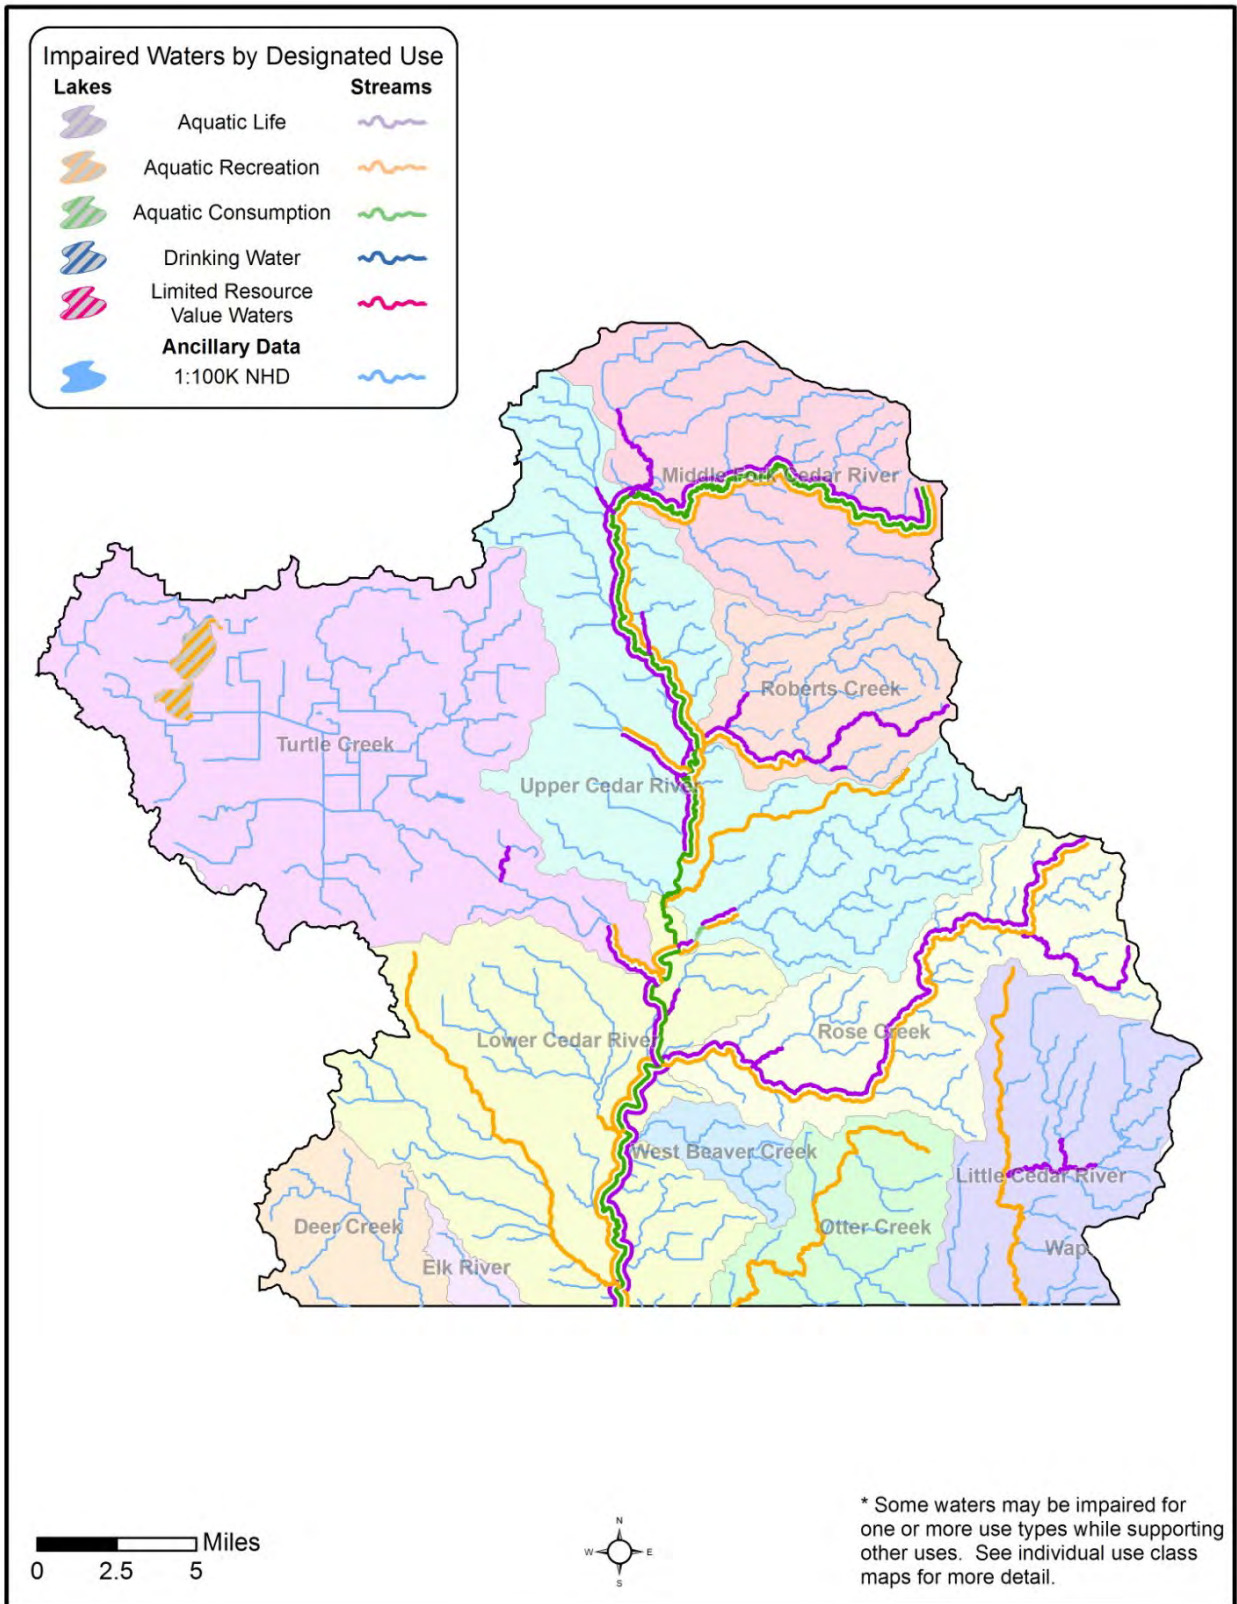 Impaired Waters by Designated Use
Lakes Streams
Aquatic Life
Aquatic Recreation
Aquatic Consumption
Drinking Water
Limited Resource
Value Waters
Ancillary Data
1:100K NHD
Middle Fork Cedar River
Roberts Creek
Turtle Creek
Upper Cedar River
Rose Creek
Lower Cedar River
West Beaver Creek
Little Cedar River
Deer Creek
Otter Creek
Wap
Elk River
Miles
0 2.5 5
N
W E
S
* Some waters may be impaired for
one or more use types while supporting
other uses. See individual use class
maps for more detail.